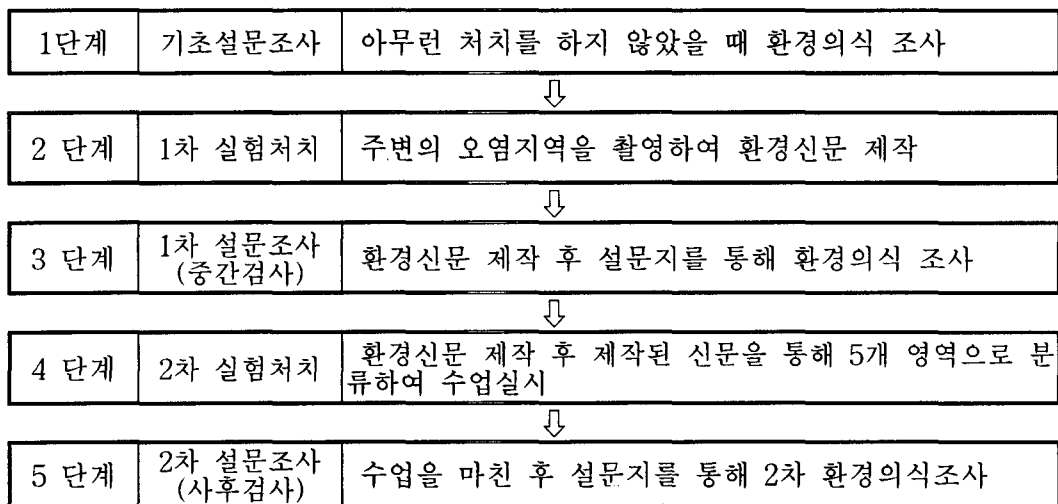 1단계 기초설문조사 아무런 처치를 하지 않았을 때 환경의식 조사
⇩
2 단계 1차 실험처치 주변의 오염지역을 촬영하여 환경신문 제작
⇩
3 단계 1차 설문조사
(중간검사) 환경신문 제작 후 설문지를 통해 환경의식 조사
⇩
4 단계 2차 실험처치 환경신문 제작 후 제작된 신문을 통해 5개 영역으로 분
류하여 수업실시
⇩
5 단계 2차 설문조사
(사후검사) 수업을 마친 후 설문지를 통해 2차 환경의식조사